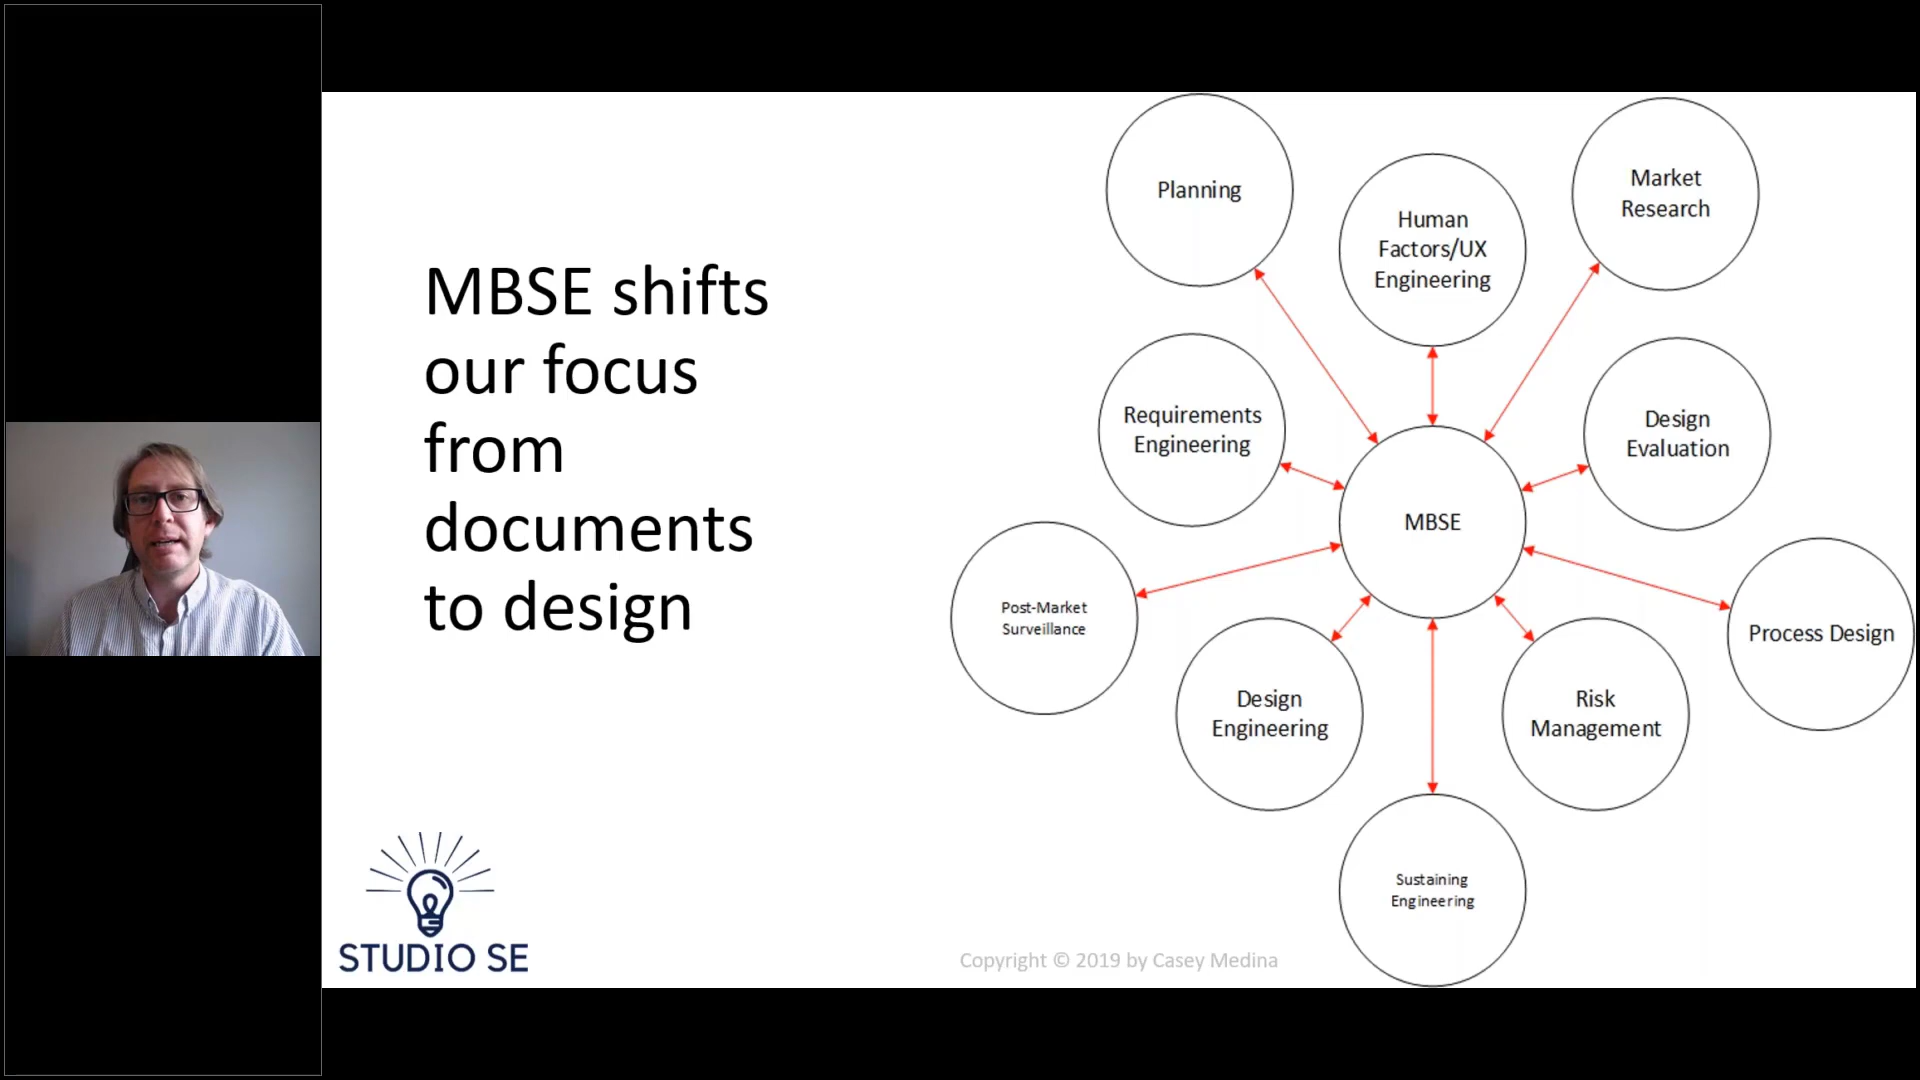 MBSE shifts
our focus
from
documents
to design
Planning
Human
Factors/UX
Engineering
Market
Research
Requirements
Engineering
Design
Evaluation
MBSE
Post-Market
Surveillance
Process Design
Design
Engineering
Risk
Management
Sustaining
Engineering
STUDIO SE
Copyright © 2019 by Casey Medina